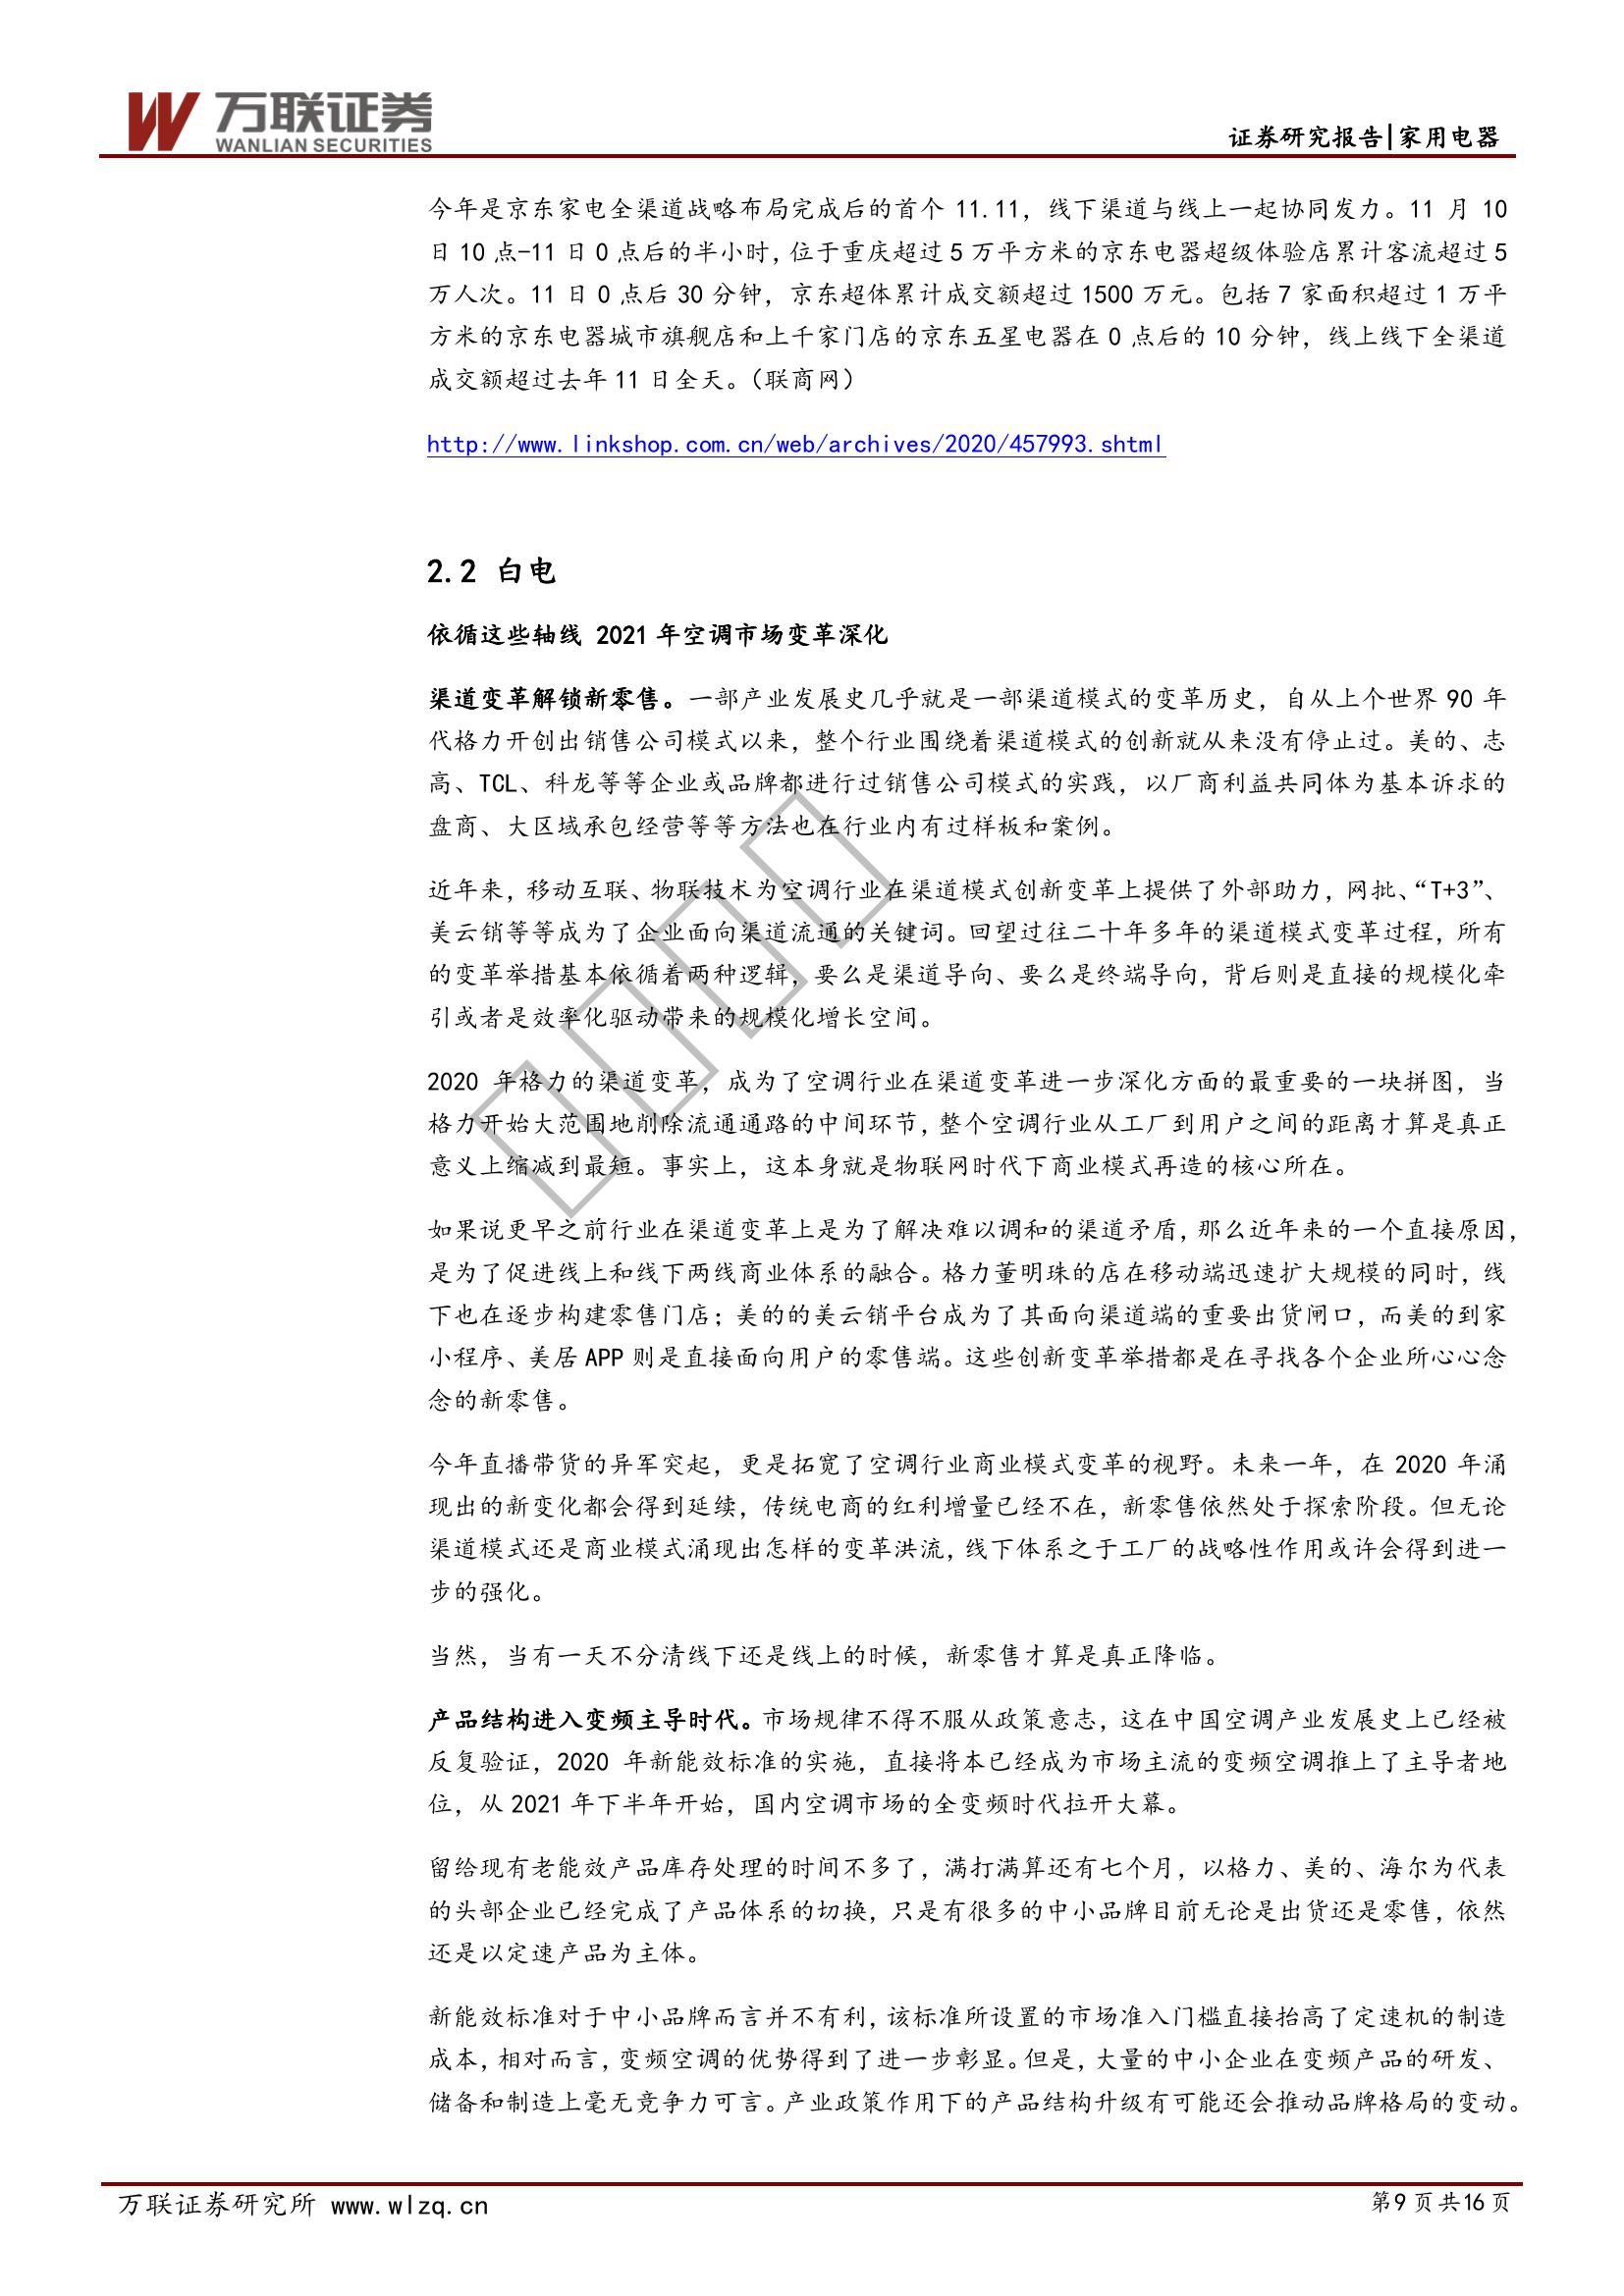 万联证券
WANLIAN SECURITIES
证券研究报告|家用电器
今年是京东家电全渠道战略布局完成后的首个 11.11，线下渠道与线上一起协同发力。11 月 10
日 10 点-11 日 0 点后的半小时，位于重庆超过 5 万平方米的京东电器超级体验店累计客流超过 5
万人次。11 日 0 点后 30 分钟，京东超体累计成交额超过 1500 万元。包括 7 家面积超过 1 万平
方米的京东电器城市旗舰店和上千家门店的京东五星电器在 0 点后的 10 分钟，线上线下全渠道
成交额超过去年 11 日全天。（联商网）
http://www.linkshop.com.cn/web/archives/2020/457993.shtml
2.2 白电
依循这些轴线 2021 年空调市场变革深化
渠道变革解锁新零售。一部产业发展史几乎就是一部渠道模式的变革历史，自从上个世界 90 年
代格力开创出销售公司模式以来，整个行业围绕着渠道模式的创新就从来没有停止过。美的、志
高、TCL、科龙等等企业或品牌都进行过销售公司模式的实践，以厂商利益共同体为基本诉求的
盘商、大区域承包经营等等方法也在行业内有过样板和案例。
近年来，移动互联、物联技术为空调行业在渠道模式创新变革上提供了外部助力，网批、“T+3”、
美云销等等成为了企业面向渠道流通的关键词。回望过往二十年多年的渠道模式变革过程，所有
的变革举措基本依循着两种逻辑，要么是渠道导向、要么是终端导向，背后则是直接的规模化牵
引或者是效率化驱动带来的规模化增长空间。
2020 年格力的渠道变革，成为了空调行业在渠道变革进一步深化方面的最重要的一块拼图，当
格力开始大范围地削除流通通路的中间环节，整个空调行业从工厂到用户之间的距离才算是真正
意义上缩减到最短。事实上，这本身就是物联网时代下商业模式再造的核心所在。
如果说更早之前行业在渠道变革上是为了解决难以调和的渠道矛盾，那么近年来的一个直接原因，
是为了促进线上和线下两线商业体系的融合。格力董明珠的店在移动端迅速扩大规模的同时，线
下也在逐步构建零售门店；美的的美云销平台成为了其面向渠道端的重要出货闸口，而美的到家
小程序、美居 APP 则是直接面向用户的零售端。这些创新变革举措都是在寻找各个企业所心心念
念的新零售。
今年直播带货的异军突起，更是拓宽了空调行业商业模式变革的视野。未来一年，在 2020 年涌
现出的新变化都会得到延续，传统电商的红利增量已经不在，新零售依然处于探索阶段。但无论
渠道模式还是商业模式涌现出怎样的变革洪流，线下体系之于工厂的战略性作用或许会得到进一
步的强化。
当然，当有一天不分清线下还是线上的时候，新零售才算是真正降临。
产品结构进入变频主导时代。市场规律不得不服从政策意志，这在中国空调产业发展史上已经被
反复验证，2020 年新能效标准的实施，直接将本已经成为市场主流的变频空调推上了主导者地
位，从 2021 年下半年开始，国内空调市场的全变频时代拉开大幕。
留给现有老能效产品库存处理的时间不多了，满打满算还有七个月，以格力、美的、海尔为代表
的头部企业已经完成了产品体系的切换，只是有很多的中小品牌目前无论是出货还是零售，依然
还是以定速产品为主体。
新能效标准对于中小品牌而言并不有利，该标准所设置的市场准入门槛直接抬高了定速机的制造
成本，相对而言，变频空调的优势得到了进一步彰显。但是，大量的中小企业在变频产品的研发、
储备和制造上毫无竞争力可言。产业政策作用下的产品结构升级有可能还会推动品牌格局的变动。
万联证券研究所 www.wlzq.cn
第9 页 共16 页